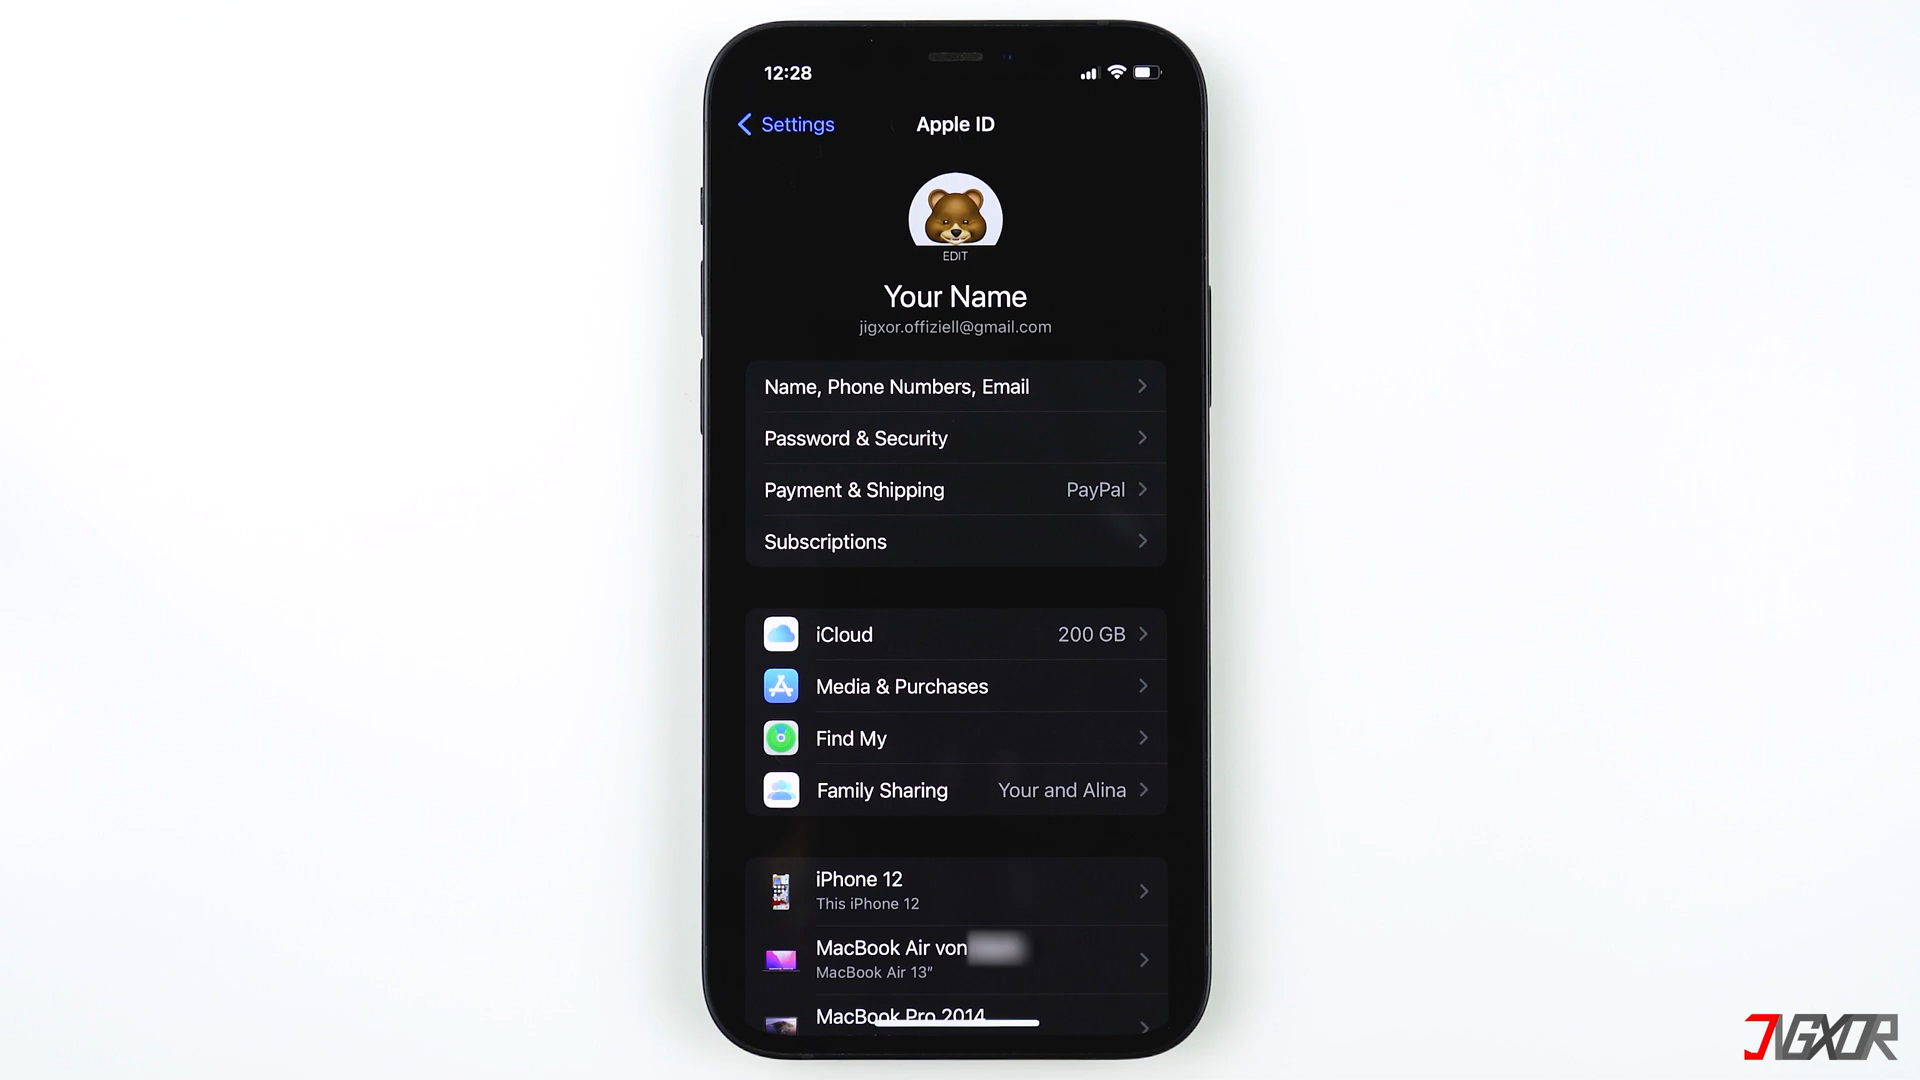 12:28
Settings
Apple ID
EDIT
Your Name
jigxor.offiziell@gmail.com
Name, Phone Numbers, Email
Password & Security
Payment & Shipping PayPal
Subscriptions
iCloud 200 GB
Media & Purchases
Find My
Family Sharing Your and Alina
iPhone 12
This iPhone 12
MacBook Air von
MacBook Air 13"
MacBook Pro 2014
JIGXOR